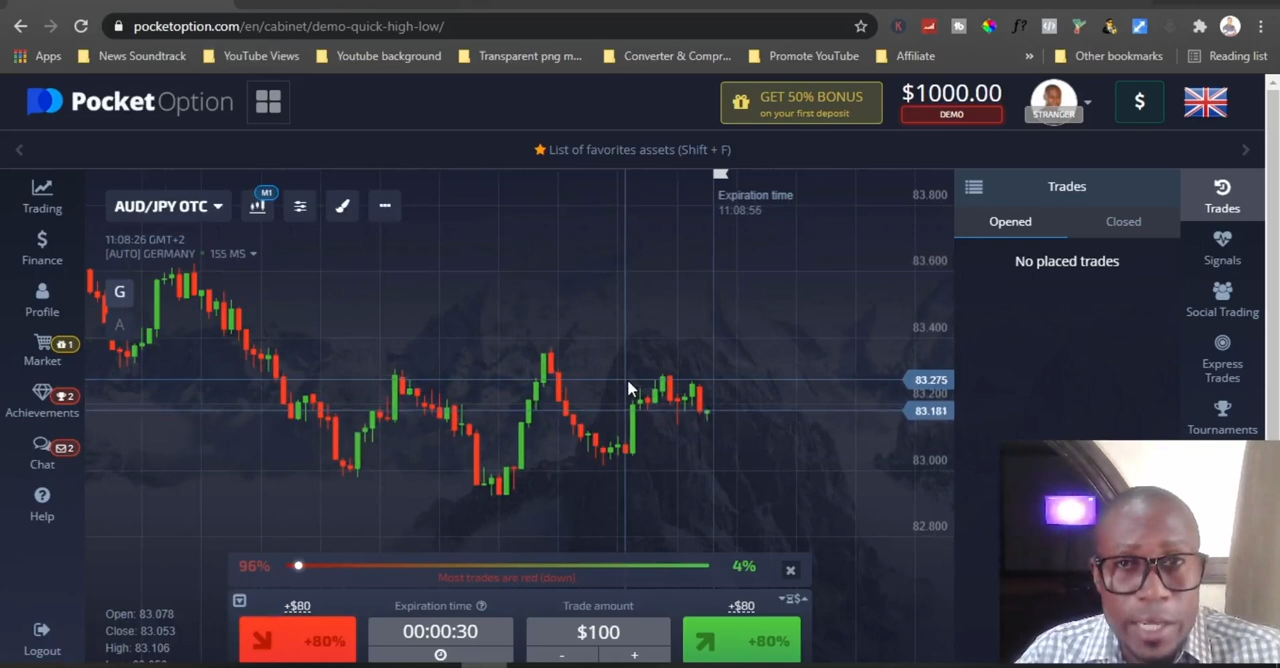 pocketoption.com/en/cabinet/demo-quick-high-low/
K
f?
Apps
News Soundtrack
YouTube Views
Youtube background
Transparent png m...
Converter & Compr...
Promote YouTube
Affiliate
»
Other bookmarks
Reading list
PocketOption
GET 50% BONUS
on your first deposit
$1000.00
DEMO
STRANGER
$
List of favorites assets (Shift + F)
Trading
Finance
Profile
Market
1
Achievements
2
Chat
2
Help
Logout
AUD/JPY OTC
M1
11:08:26 GMT+2
[AUTO] GERMANY • 155 MS
G
A
Expiration time
11:08:56
83.800
83.600
83.400
83.275
83.200
83.181
83.000
82.800
Trades
Opened
Closed
No placed trades
Trades
Signals
Social Trading
Express
Trades
Tournaments
96%
Most trades are red (down)
4%
Open: 83.078
Close: 83.053
High: 83.106
+$80
Expiration time
Trade amount
+$80
+80%
00:00:30
$100
+80%
-
+